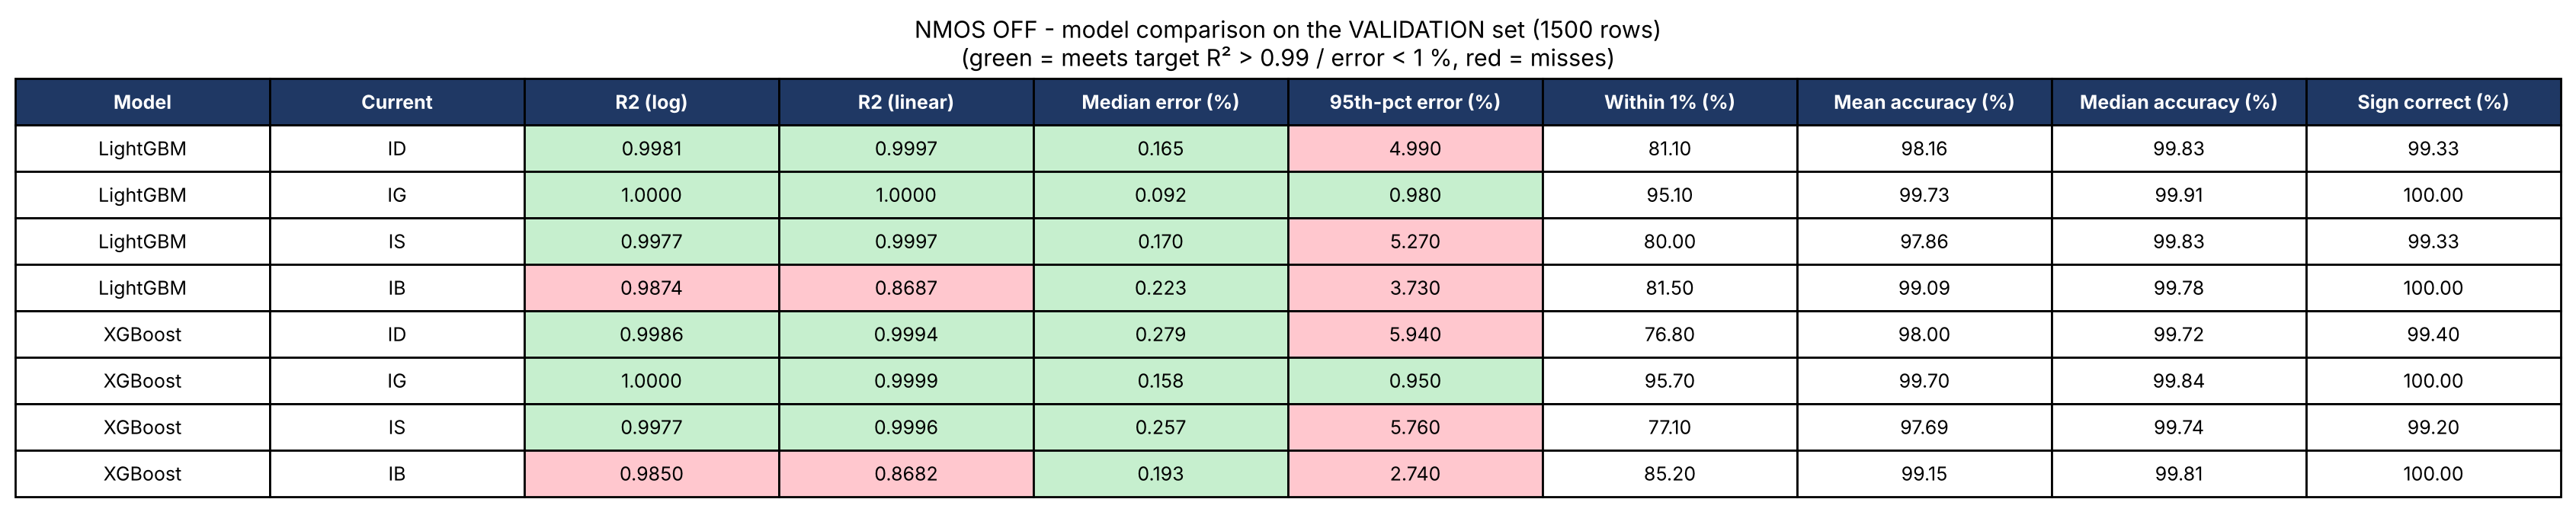 NMOS OFF - model comparison on the VALIDATION set (1500 rows)
(green = meets target R² > 0.99 / error < 1 %, red = misses)
Model Current R2 (log) R2 (linear) Median error (%) 95th-pct error (%) Within 1% (%) Mean accuracy (%) Median accuracy (%) Sign correct (%)
LightGBM ID 0.9981 0.9997 0.165 4.990 81.10 98.16 99.83 99.33
LightGBM IG 1.0000 1.0000 0.092 0.980 95.10 99.73 99.91 100.00
LightGBM IS 0.9977 0.9997 0.170 5.270 80.00 97.86 99.83 99.33
LightGBM IB 0.9874 0.8687 0.223 3.730 81.50 99.09 99.78 100.00
XGBoost ID 0.9986 0.9994 0.279 5.940 76.80 98.00 99.72 99.40
XGBoost IG 1.0000 0.9999 0.158 0.950 95.70 99.70 99.84 100.00
XGBoost IS 0.9977 0.9996 0.257 5.760 77.10 97.69 99.74 99.20
XGBoost IB 0.9850 0.8682 0.193 2.740 85.20 99.15 99.81 100.00